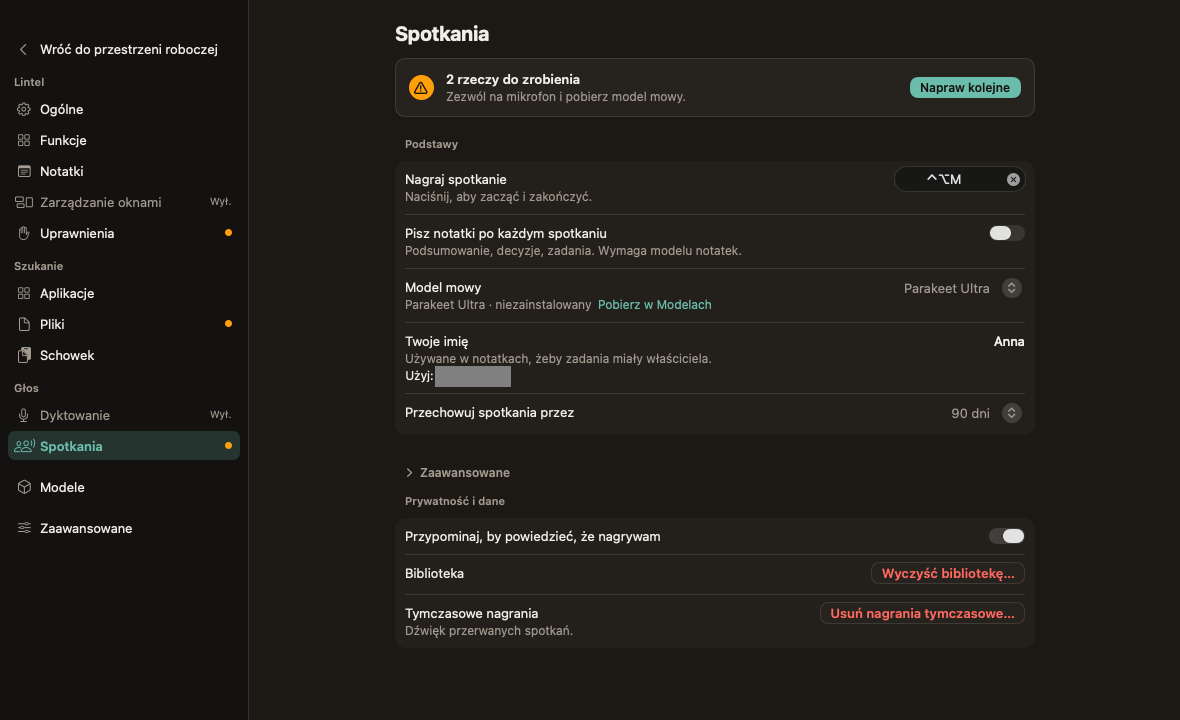 Wróć do przestrzeni roboczej
Lintel
Ogólne
Funkcje
Notatki
Zarządzanie oknami Wył.
Uprawnienia
Szukanie
Aplikacje
Pliki
Schowek
Głos
Dyktowanie Wył.
Spotkania
Modele
Zaawansowane
Spotkania
2 rzeczy do zrobienia
Zezwól na mikrofon i pobierz model mowy.
Napraw kolejne
Podstawy
Nagraj spotkanie
Naciśnij, aby zacząć i zakończyć.
⌃⌥M
Pisz notatki po każdym spotkaniu
Podsumowanie, decyzje, zadania. Wymaga modelu notatek.
Model mowy
Parakeet Ultra · niezainstalowany Pobierz w Modelach
Parakeet Ultra
Twoje imię
Używane w notatkach, żeby zadania miały właściciela.
Użyj:
Anna
Przechowuj spotkania przez
90 dni
Zaawansowane
Prywatność i dane
Przypominaj, by powiedzieć, że nagrywam
Biblioteka
Wyczyść bibliotekę...
Tymczasowe nagrania
Dźwięk przerwanych spotkań.
Usuń nagrania tymczasowe...